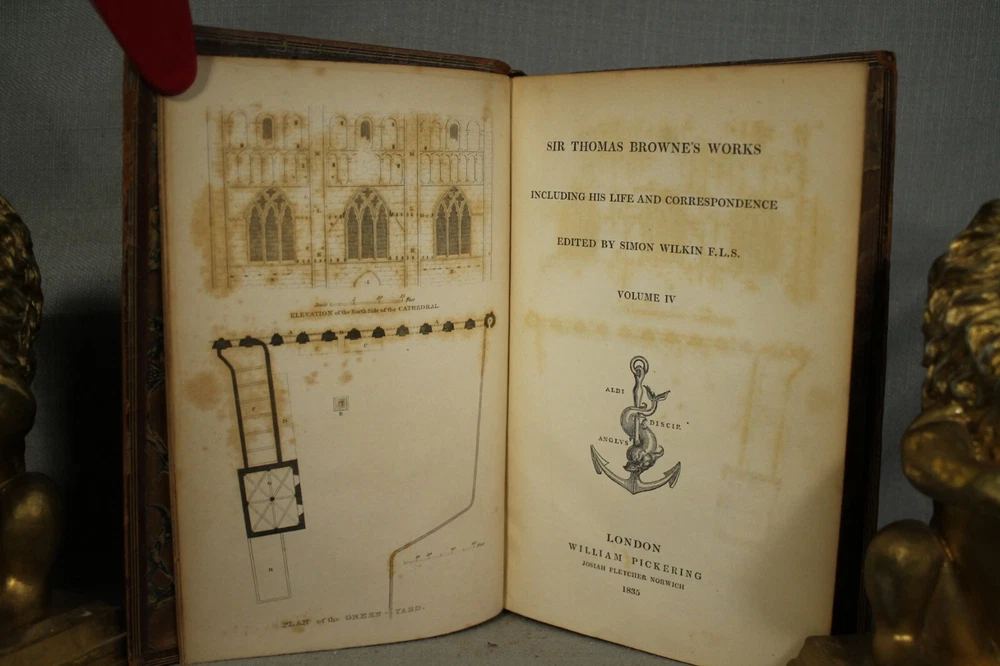 ELEVATION of the North Side of the CATHEDRAL.
PLAN of the GREEN-YARD.
SIR THOMAS BROWNE'S WORKS
INCLUDING HIS LIFE AND CORRESPONDENCE
EDITED BY SIMON WILKIN F.L.S.
VOLUME IV
ALDI
DISCIP.
ANGLVS
LONDON
WILLIAM PICKERING
JOSIAH FLETCHER NORWICH
1835